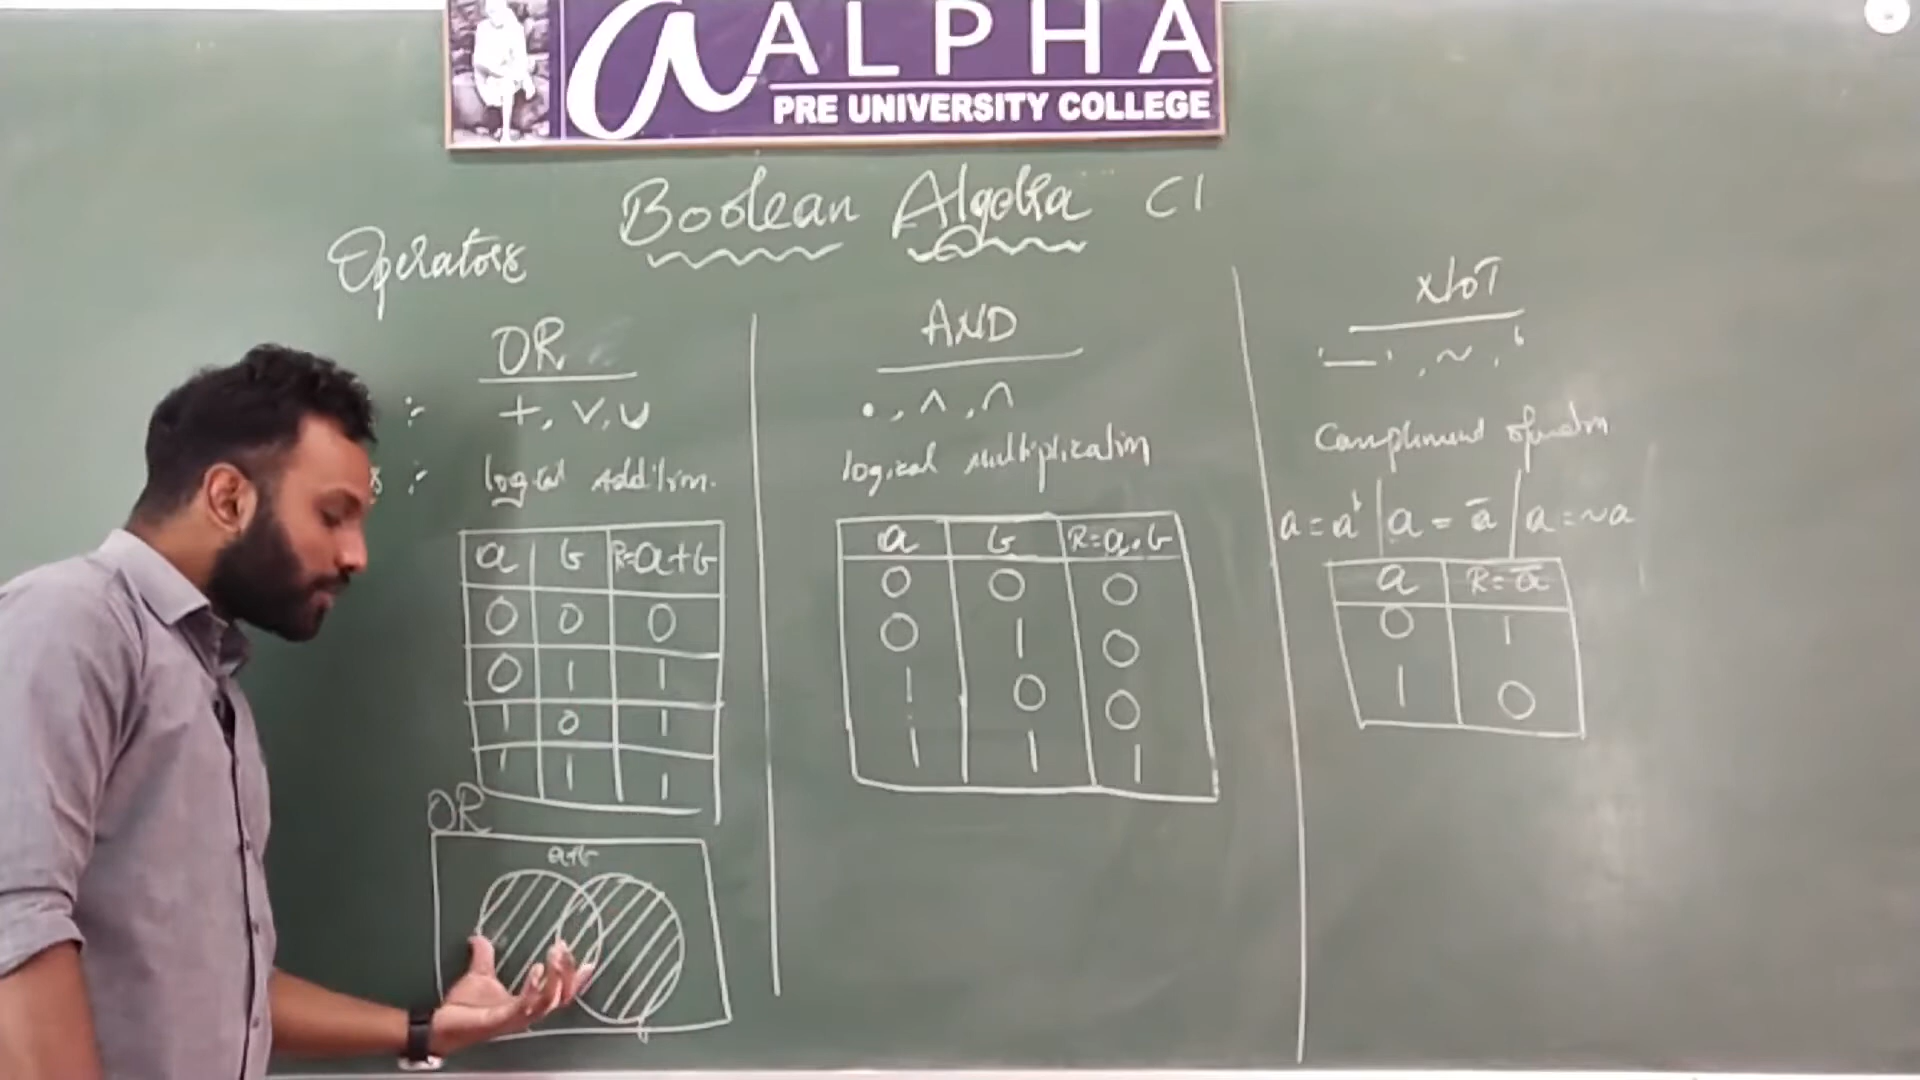 a ALPHA
PRE UNIVERSITY COLLEGE
Boolean Algebra C1
Operators
OR
:- +, ∨, ∪
s :- logical Addition.
a b R=a+b
0 0 0
0 1 1
1 0 1
1 1 1
OR
a+b
AND
•, ∧, ∩
logical Multiplication
a b R=a.b
0 0 0
0 1 0
1 0 0
1 1 1
NOT
'—', ~, '
Compliment
a = a' | a = ā | a = ~a
a R = ā
0 1
1 0